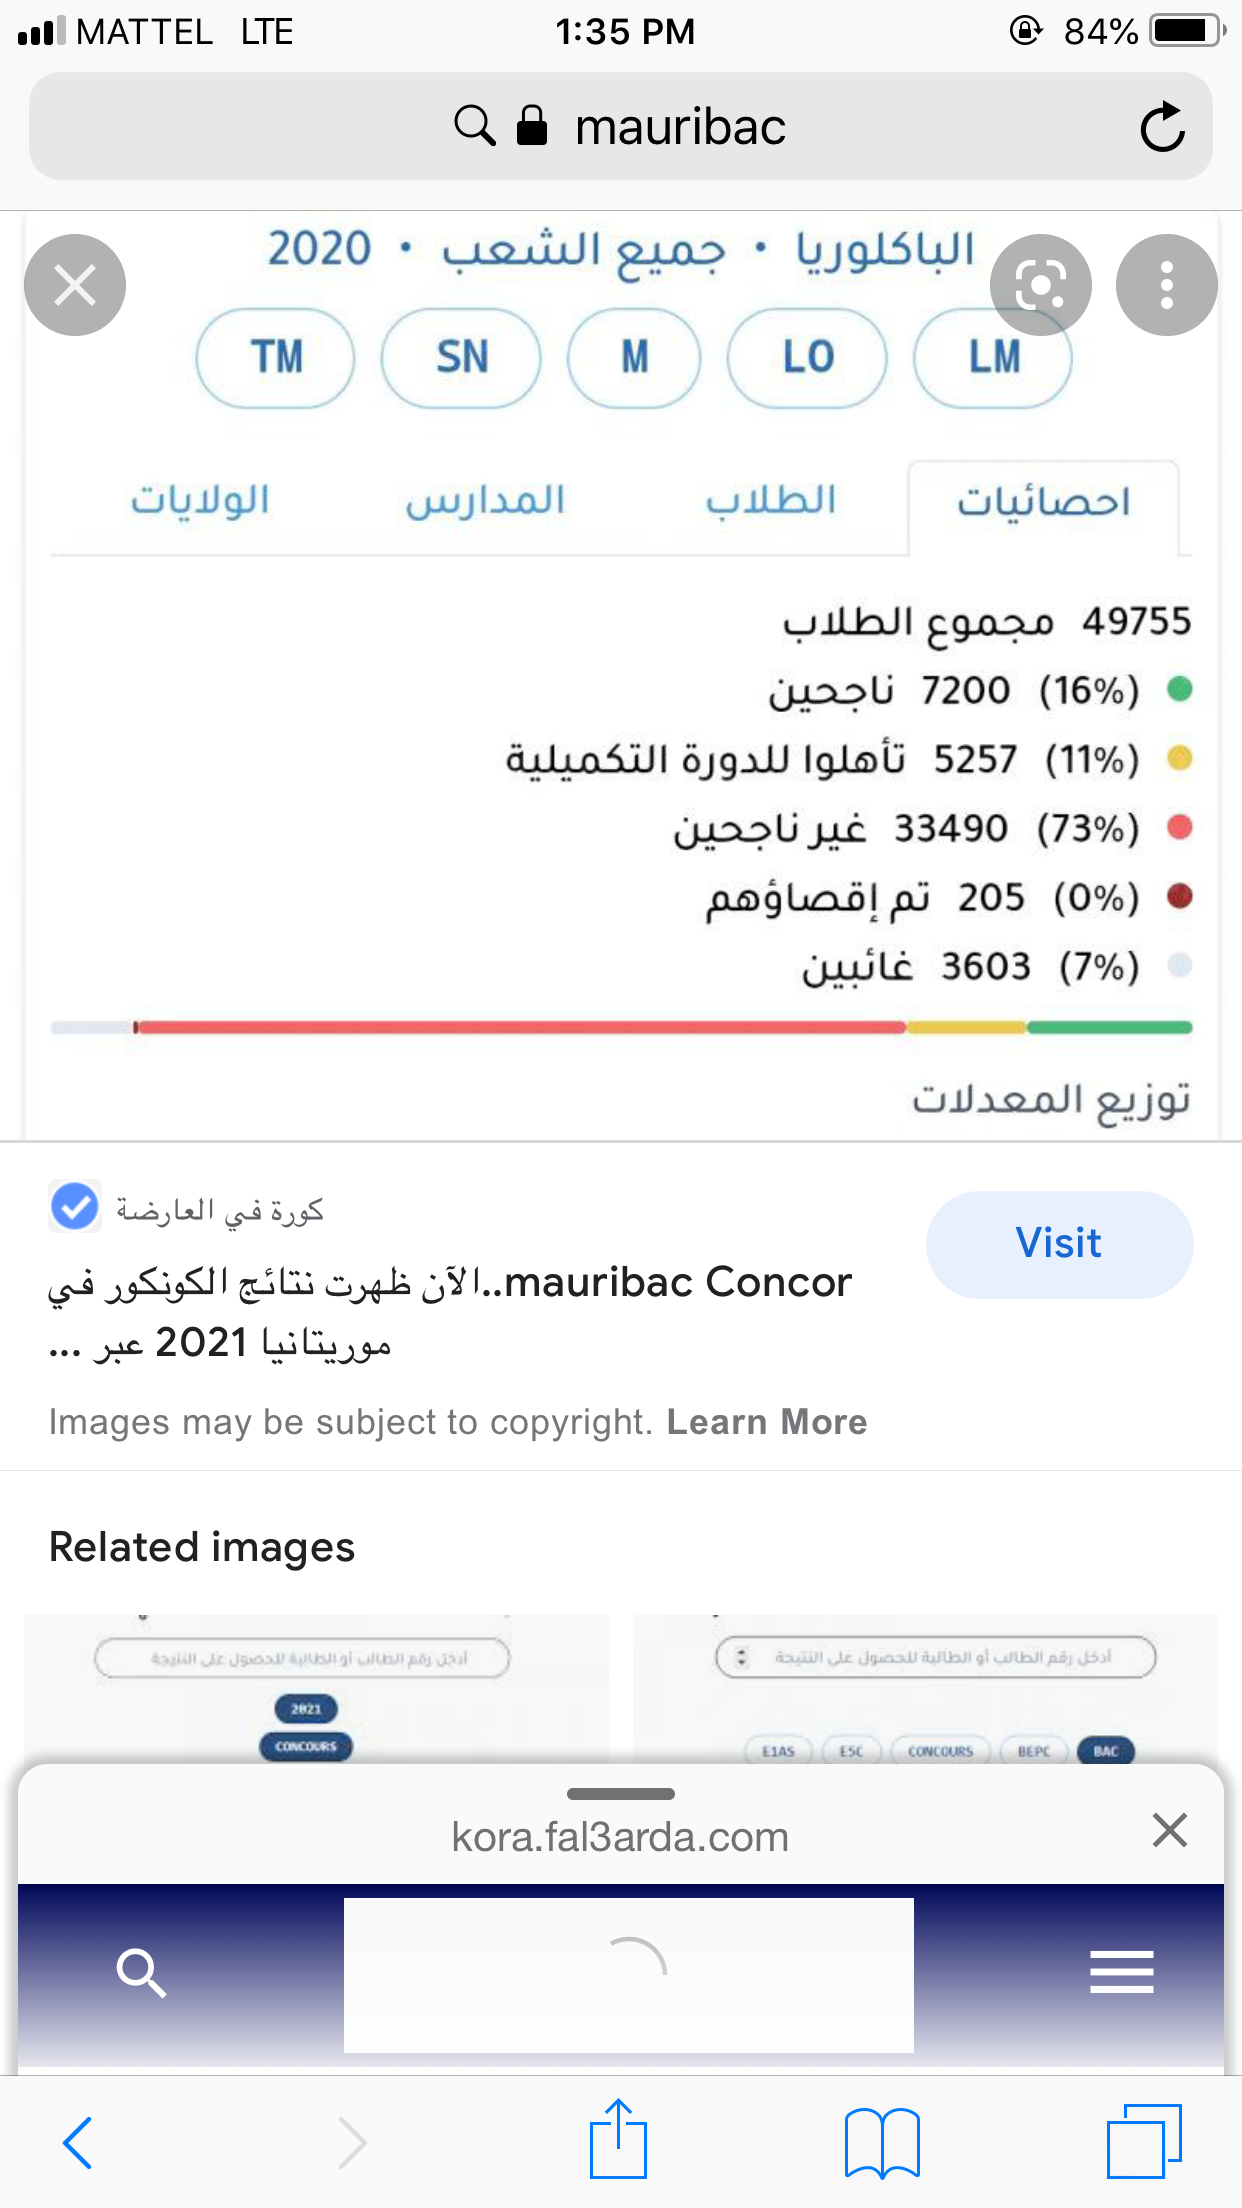 MATTEL LTE 1:35 PM 84%
mauribac
الباكلوريا • جميع الشعب • 2020
TM SN M LO LM
احصائيات الطلاب المدارس الولايات
49755 مجموع الطلاب
(16%) 7200 ناجحين
(11%) 5257 تأهلوا للدورة التكميلية
(73%) 33490 غير ناجحين
(0%) 205 تم إقصاؤهم
(7%) 3603 غائبين
توزيع المعدلات
كورة في العارضة
mauribac Concor..الآن ظهرت نتائج الكونكور في
موريتانيا 2021 عبر ...
Visit
Images may be subject to copyright. Learn More
Related images
أدخل رقم الطالب أو الطالبة للحصول على النتيجة
2021
CONCOURS
أدخل رقم الطالب أو الطالبة للحصول على النتيجة
E1AS ESC CONCOURS BEPC BAC
kora.fal3arda.com